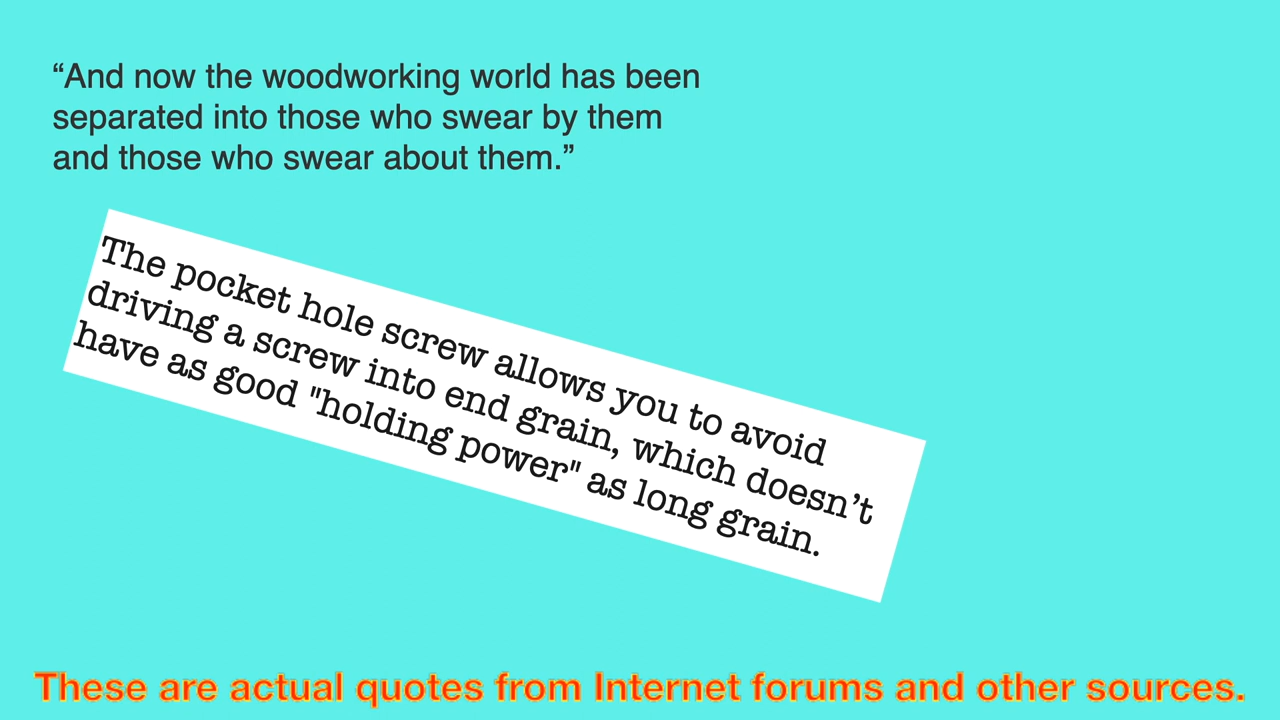 “And now the woodworking world has been
separated into those who swear by them
and those who swear about them.”
The pocket hole screw allows you to avoid
driving a screw into end grain, which doesn’t
have as good "holding power" as long grain.
These are actual quotes from Internet forums and other sources.